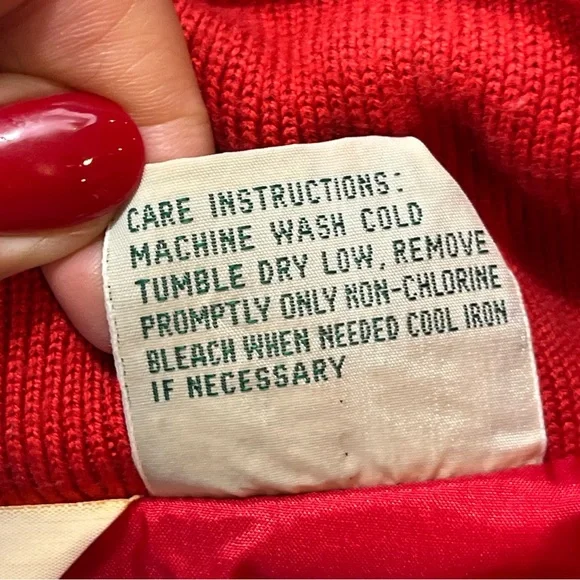 CARE INSTRUCTIONS:
MACHINE WASH COLD
TUMBLE DRY LOW, REMOVE
PROMPTLY ONLY NON-CHLORINE
BLEACH WHEN NEEDED COOL IRON
IF NECESSARY